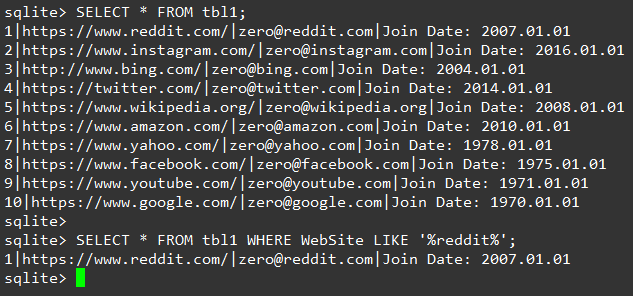 sqlite> SELECT * FROM tbl1;
1|https://www.reddit.com/|zero@reddit.com|Join Date: 2007.01.01
2|https://www.instagram.com/|zero@instagram.com|Join Date: 2016.01.01
3|http://www.bing.com/|zero@bing.com|Join Date: 2004.01.01
4|https://twitter.com/|zero@twitter.com|Join Date: 2014.01.01
5|https://www.wikipedia.org/|zero@wikipedia.org|Join Date: 2008.01.01
6|https://www.amazon.com/|zero@amazon.com|Join Date: 2010.01.01
7|https://www.yahoo.com/|zero@yahoo.com|Join Date: 1978.01.01
8|https://www.facebook.com/|zero@facebook.com|Join Date: 1975.01.01
9|https://www.youtube.com/|zero@youtube.com|Join Date: 1971.01.01
10|https://www.google.com/|zero@google.com|Join Date: 1970.01.01
sqlite>
sqlite> SELECT * FROM tbl1 WHERE WebSite LIKE '%reddit%';
1|https://www.reddit.com/|zero@reddit.com|Join Date: 2007.01.01
sqlite>